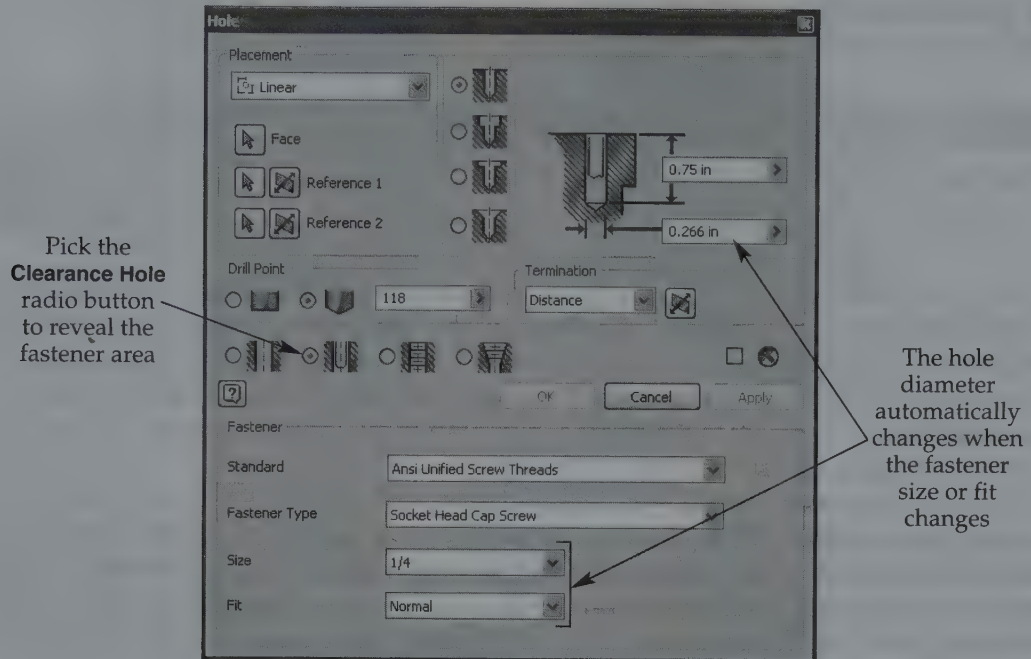 Hole
Placement
Linear
Face
Reference 1
Reference 2
0.75 in
0.266 in
Pick the
Clearance Hole
radio button
to reveal the
fastener area
Drill Point
118
Termination
Distance
?
OK
Cancel
Apply
The hole
diameter
automatically
changes when
the fastener
size or fit
changes
Fastener
Standard
Ansi Unified Screw Threads
Fastener Type
Socket Head Cap Screw
Size
1/4
Fit
Normal